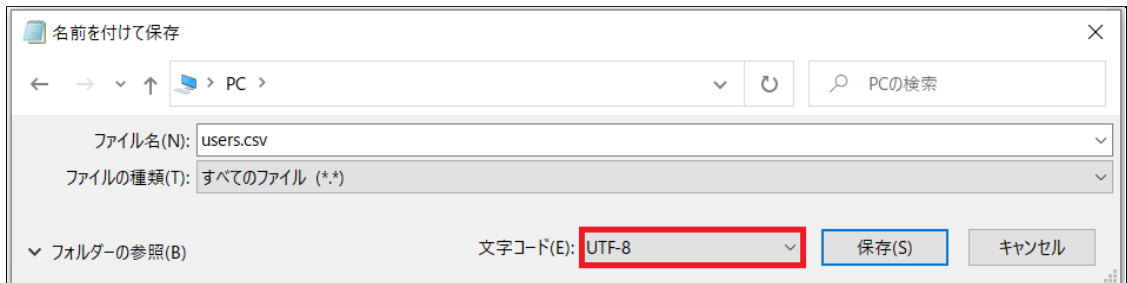 名前を付けて保存
PC
PCの検索
ファイル名(N): users.csv
ファイルの種類(T): すべてのファイル (*.*)
フォルダーの参照(B)
文字コード(E): UTF-8
保存(S)
キャンセル